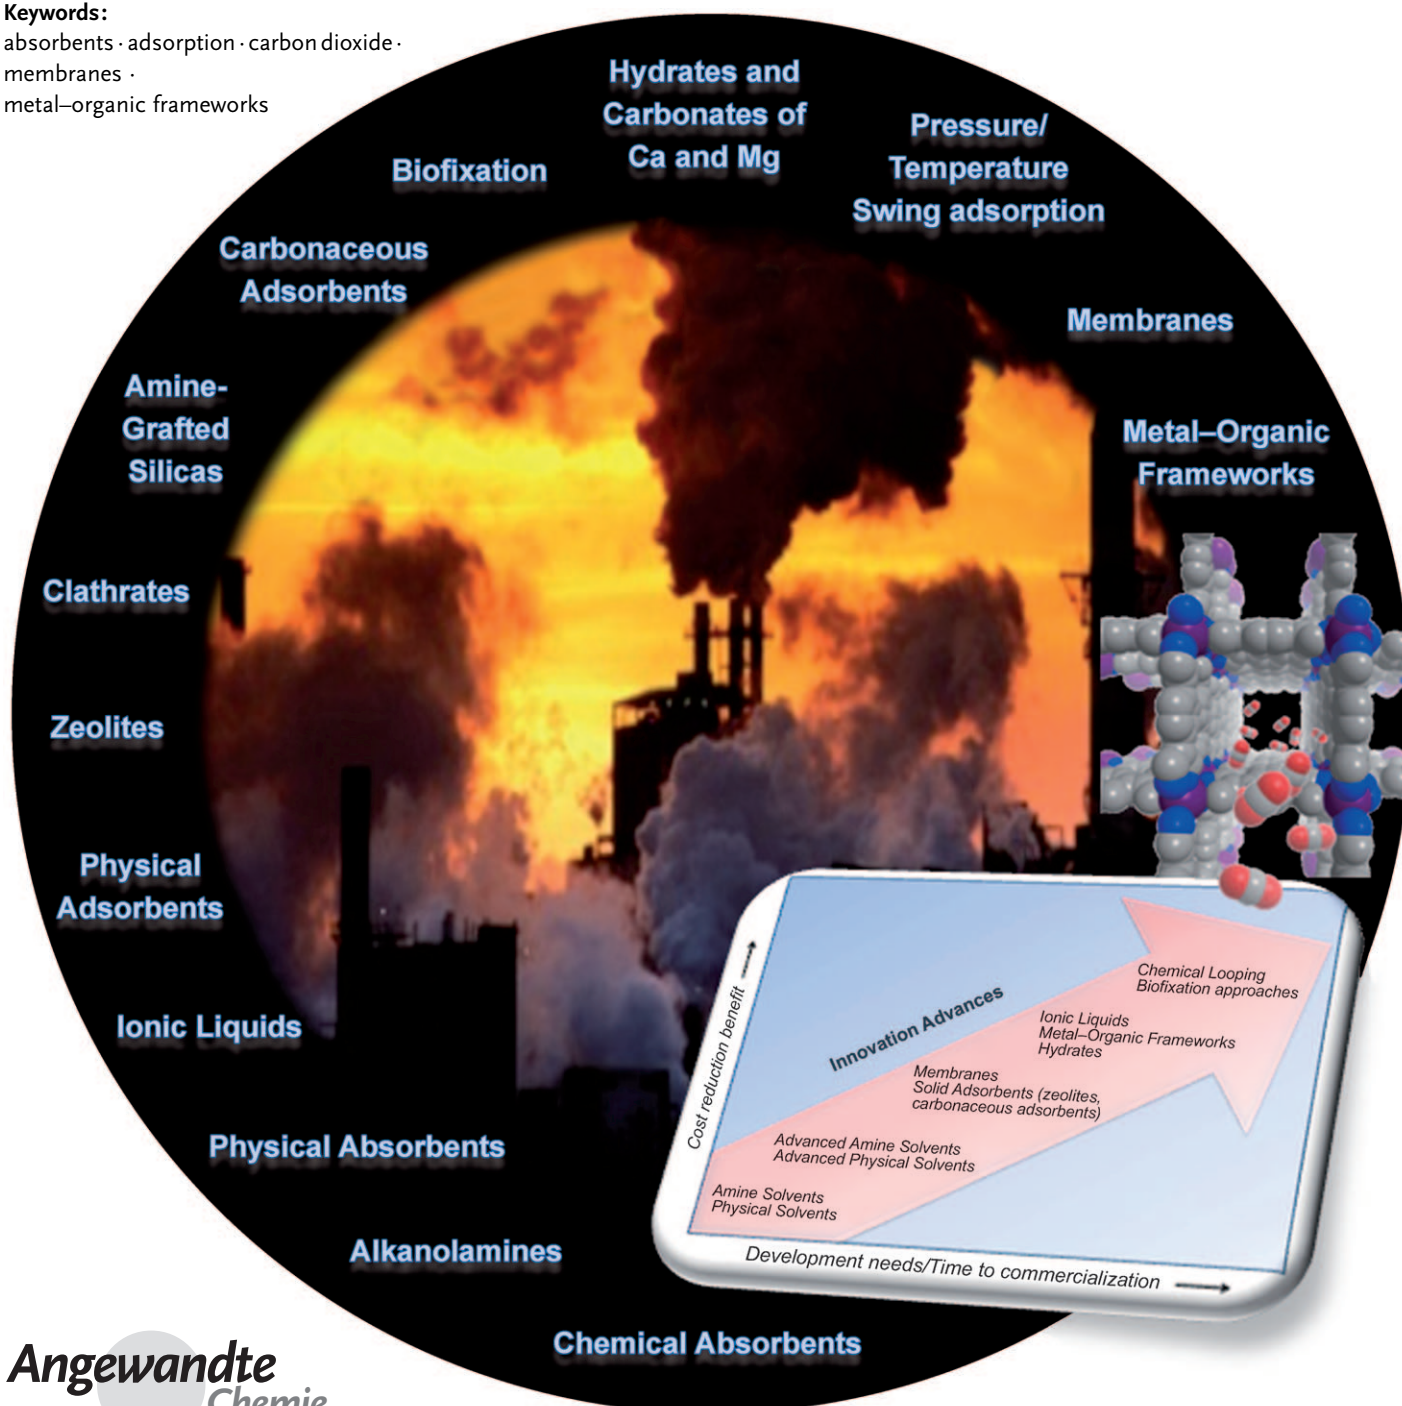 Keywords:
absorbents · adsorption · carbon dioxide ·
membranes ·
metal–organic frameworks
Hydrates and
Carbonates of
Ca and Mg
Pressure/
Temperature
Swing adsorption
Biofixation
Carbonaceous
Adsorbents
Membranes
Amine-
Grafted
Silicas
Metal–Organic
Frameworks
Clathrates
Zeolites
Physical
Adsorbents
Ionic Liquids
Physical Absorbents
Alkanolamines
Chemical Absorbents
Cost reduction benefit →
Innovation Advances
Chemical Looping
Biofixation approaches
Ionic Liquids
Metal–Organic Frameworks
Hydrates
Membranes
Solid Adsorbents (zeolites,
carbonaceous adsorbents)
Advanced Amine Solvents
Advanced Physical Solvents
Amine Solvents
Physical Solvents
Development needs/Time to commercialization →
Angewandte
Chemie